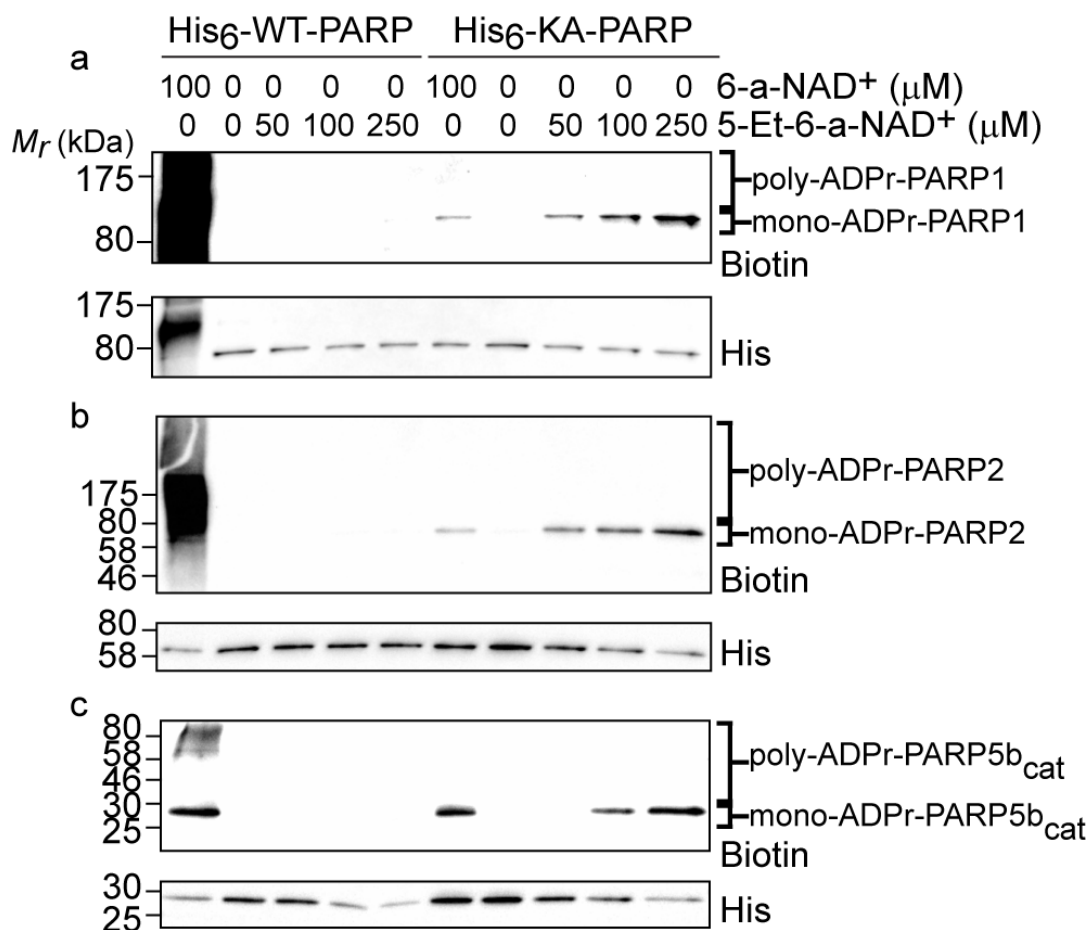 His6-WT-PARP His6-KA-PARP
a
100 0 0 0 0 100 0 0 0 0 6-a-NAD+ (μM)
0 0 50 100 250 0 0 50 100 250 5-Et-6-a-NAD+ (μM)
Mr (kDa)
175
poly-ADPr-PARP1
mono-ADPr-PARP1
80
Biotin
175
80
His
b
poly-ADPr-PARP2
175
80
mono-ADPr-PARP2
58
46
Biotin
80
58
His
c
80
58
poly-ADPr-PARP5bcat
46
30
mono-ADPr-PARP5bcat
25
Biotin
30
His
25